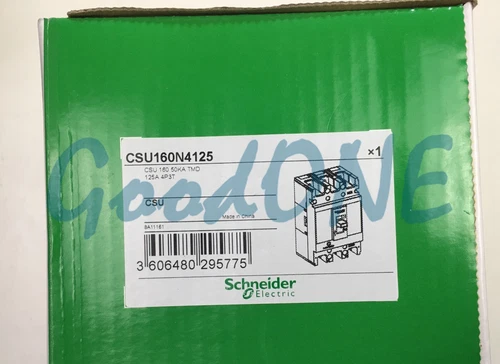 CSU160N4125 ×1
CSU 160 50KA TMD
125A 4P3T
CSU
Made in China
3 606480 295775
Schneider
Electric
GoodONE